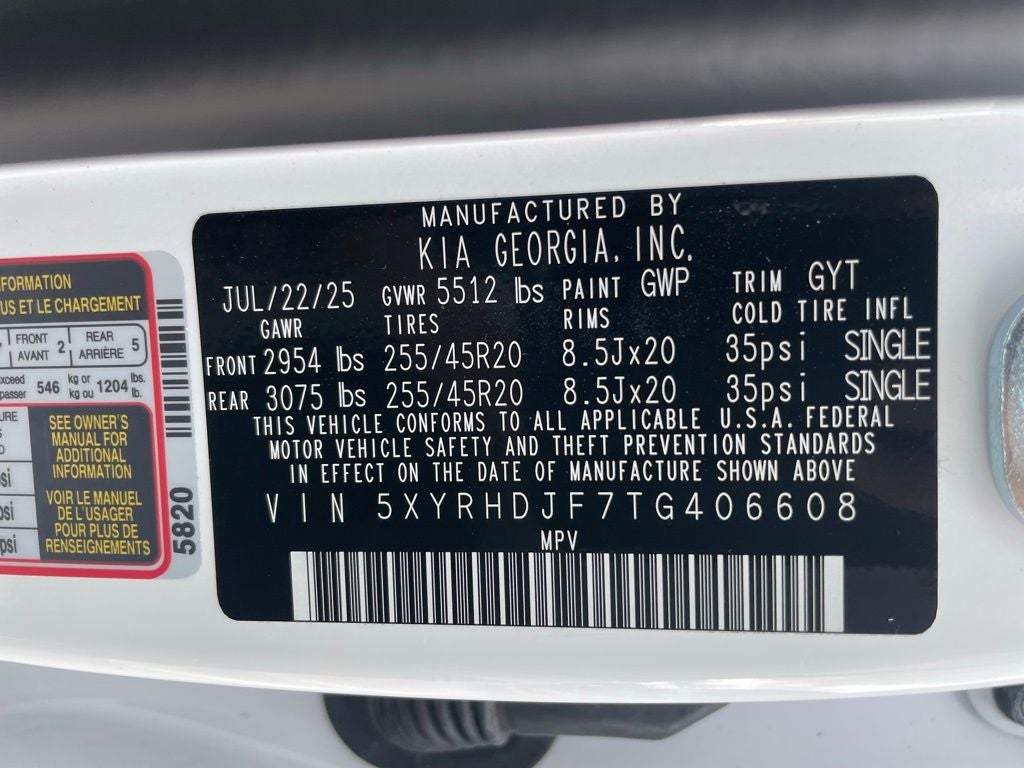 MANUFACTURED BY
KIA GEORGIA, INC.
JUL/22/25 GVWR 5512 lbs PAINT GWP TRIM GYT
GAWR TIRES RIMS COLD TIRE INFL
FRONT 2954 lbs 255/45R20 8.5Jx20 35psi SINGLE
REAR 3075 lbs 255/45R20 8.5Jx20 35psi SINGLE
THIS VEHICLE CONFORMS TO ALL APPLICABLE U.S.A. FEDERAL
MOTOR VEHICLE SAFETY AND THEFT PREVENTION STANDARDS
IN EFFECT ON THE DATE OF MANUFACTURE SHOWN ABOVE
VIN 5XYRHDJF7TG406608
MPV
ET LE CHARGEMENT
FRONT 2 REAR 5
AVANT ARRIÈRE
546 kg or 1204 lbs.
kg ou lb.
SEE OWNER'S
MANUAL FOR
ADDITIONAL
INFORMATION
VOIR LE MANUEL
DE L'USAGER
POUR PLUS DE
RENSEIGNEMENTS
5820